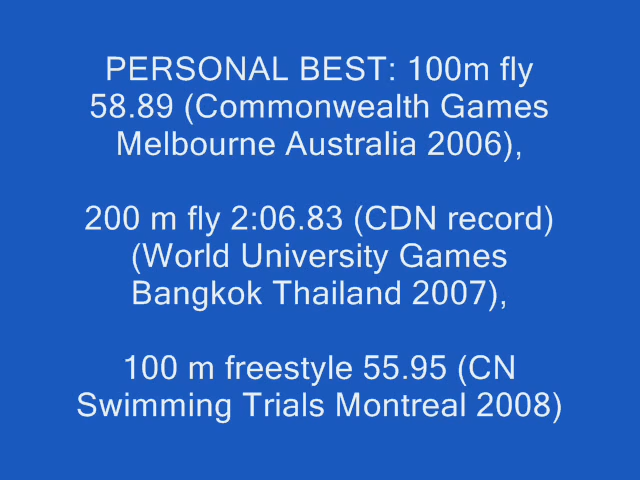 PERSONAL BEST: 100m fly
58.89 (Commonwealth Games
Melbourne Australia 2006),
200 m fly 2:06.83 (CDN record)
(World University Games
Bangkok Thailand 2007),
100 m freestyle 55.95 (CN
Swimming Trials Montreal 2008)